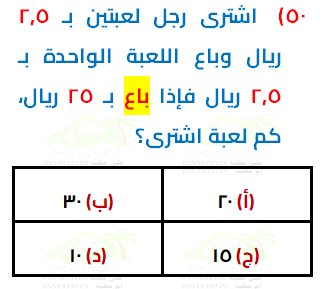 ٥٠) اشترى رجل لعبتين بـ ٢,٥
ريال وباع اللعبة الواحدة بـ
٢,٥ ريال فإذا باع بـ ٢٥ ريال،
كم لعبة اشترى؟
(أ) ٢٠ (ب) ٣٠
(ج) ١٥ (د) ١٠